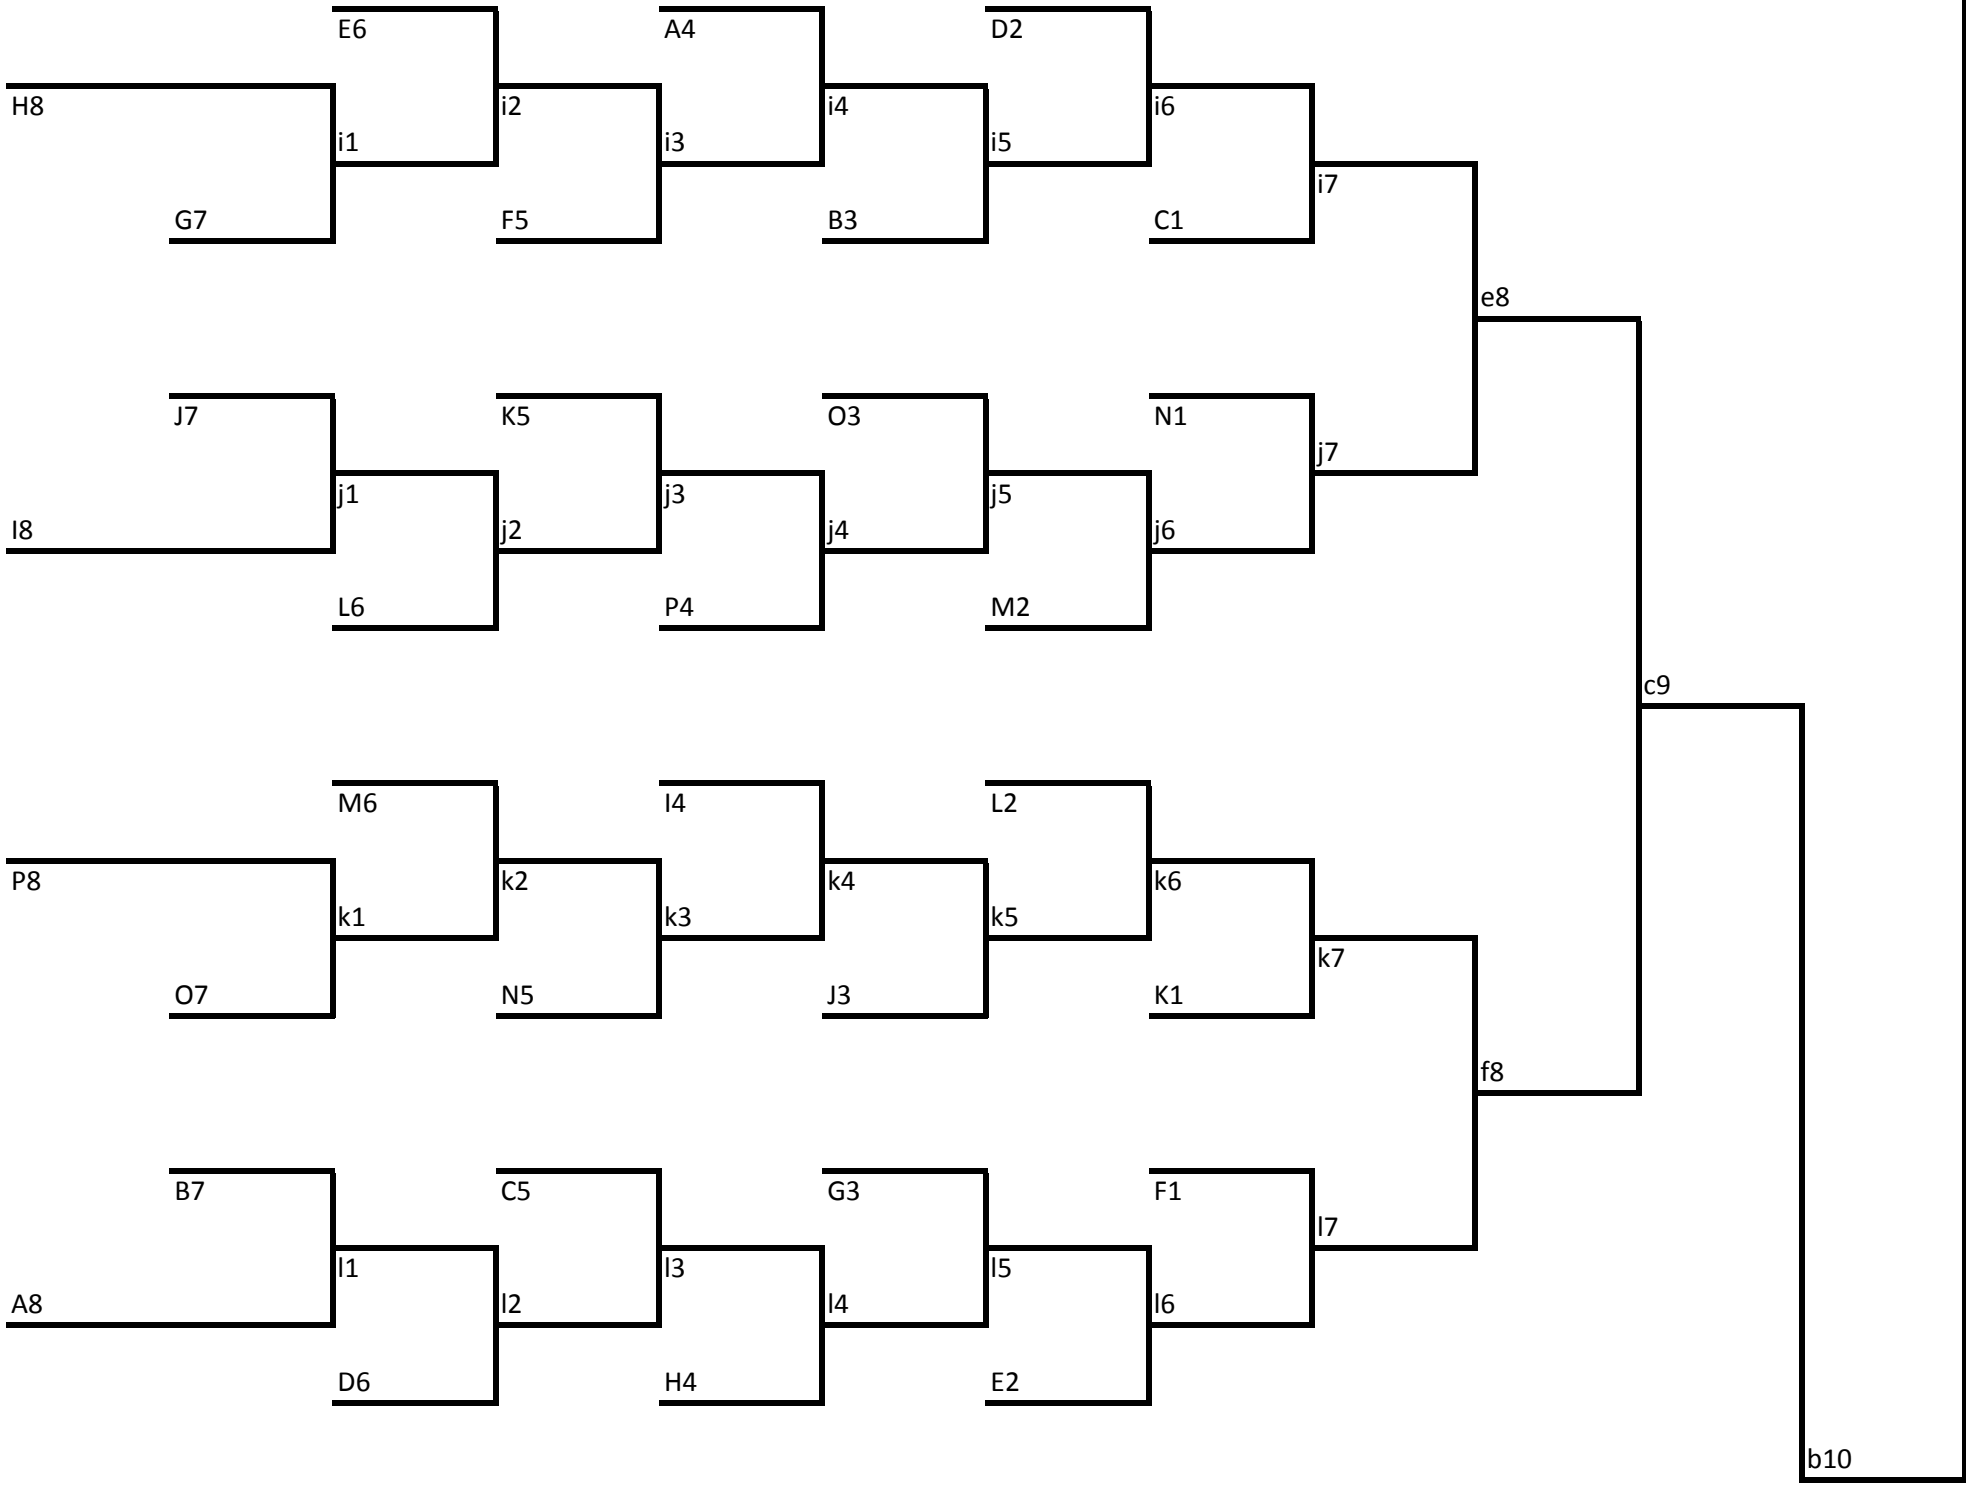 E6 A4 D2
H8 i2 i4 i6
i1 i3 i5
i7
G7 F5 B3 C1
e8
J7 K5 O3 N1
j7
j1 j3 j5
I8 j2 j4 j6
L6 P4 M2
c9
M6 I4 L2
P8 k2 k4 k6
k1 k3 k5
k7
O7 N5 J3 K1
f8
B7 C5 G3 F1
l7
l1 l3 l5
A8 l2 l4 l6
D6 H4 E2
b10